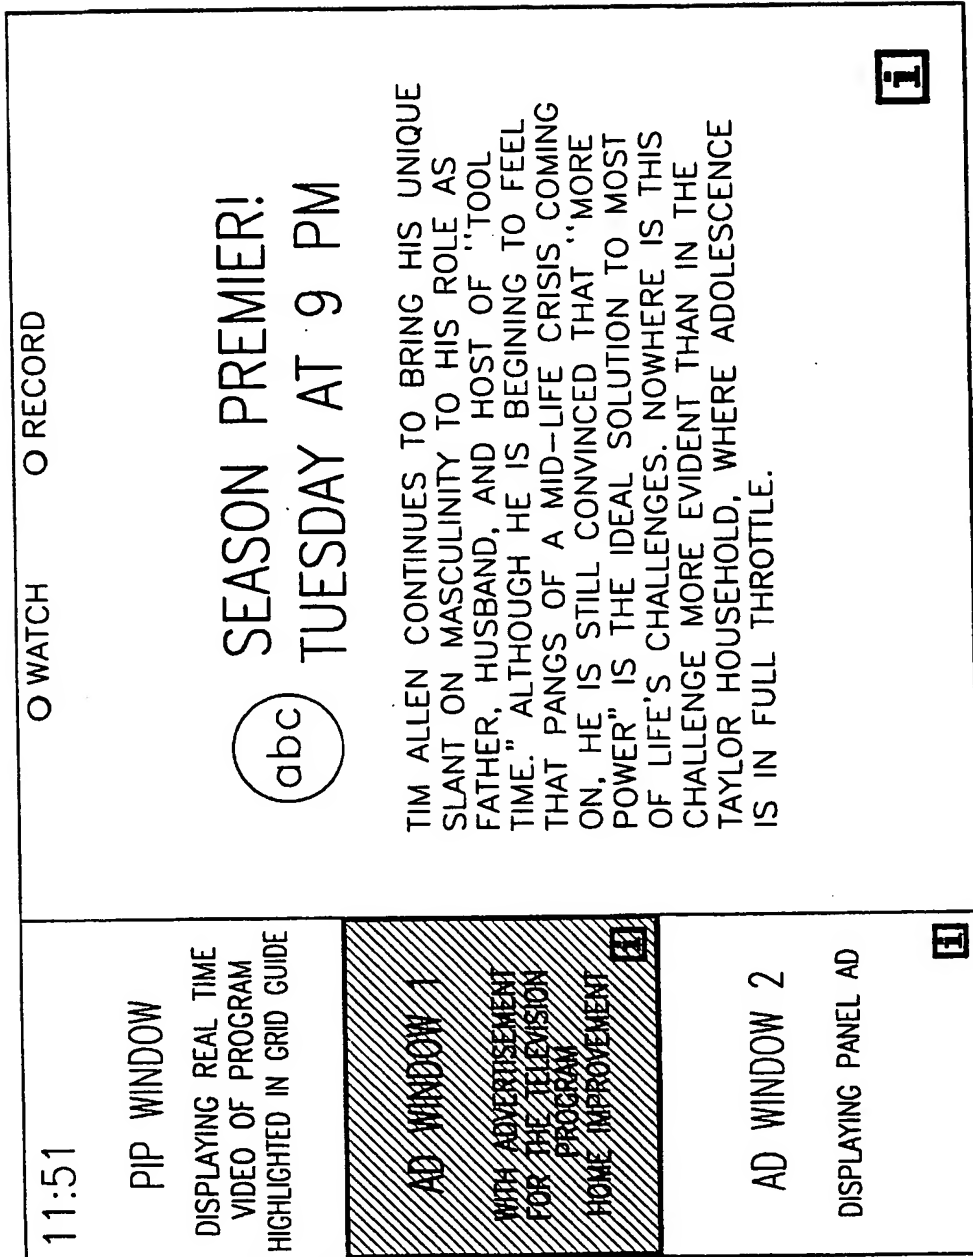 11:51
O WATCH
O RECORD
PIP WINDOW
DISPLAYING REAL TIME
VIDEO OF PROGRAM
HIGHLIGHTED IN GRID GUIDE
AD WINDOW 1
WITH ADVERTISEMENT
FOR THE TELEVISION
PROGRAM
HOME IMPROVEMENT
i
AD WINDOW 2
DISPLAYING PANEL AD
i
abc
SEASON PREMIER!
TUESDAY AT 9 PM
TIM ALLEN CONTINUES TO BRING HIS UNIQUE
SLANT ON MASCULINITY TO HIS ROLE AS
FATHER, HUSBAND, AND HOST OF "TOOL
TIME." ALTHOUGH HE IS BEGINING TO FEEL
THAT PANGS OF A MID-LIFE CRISIS COMING
ON, HE IS STILL CONVINCED THAT "MORE
POWER" IS THE IDEAL SOLUTION TO MOST
OF LIFE'S CHALLENGES. NOWHERE IS THIS
CHALLENGE MORE EVIDENT THAN IN THE
TAYLOR HOUSEHOLD, WHERE ADOLESCENCE
IS IN FULL THROTTLE.
i